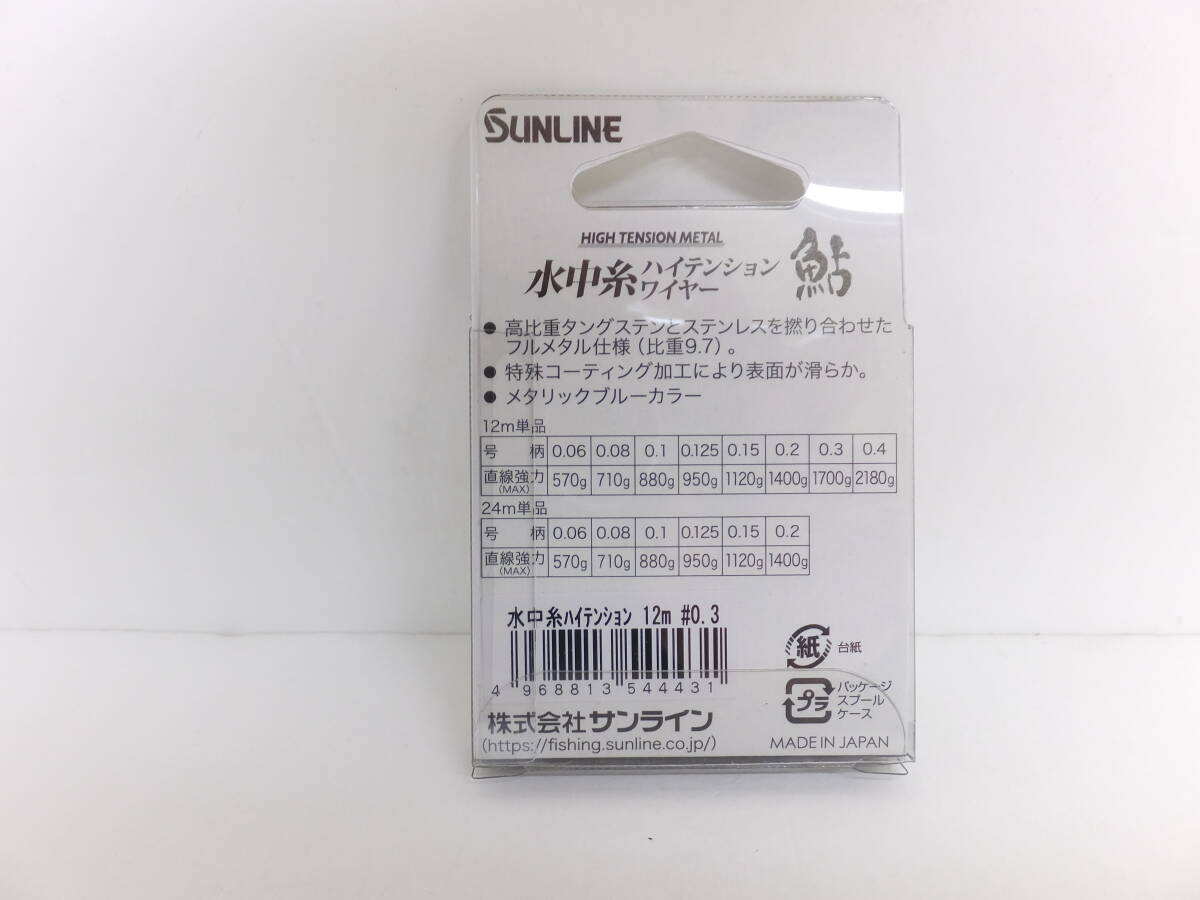 SUNLINE
HIGH TENSION METAL
水中糸 ハイテンション
ワイヤー 鮎
● 高比重タングステンとステンレスを撚り合わせた
フルメタル仕様（比重9.7）。
● 特殊コーティング加工により表面が滑らか。
● メタリックブルーカラー
12m単品
号 柄 0.06 0.08 0.1 0.125 0.15 0.2 0.3 0.4
直線強力 (MAX) 570g 710g 880g 950g 1120g 1400g 1700g 2180g
24m単品
号 柄 0.06 0.08 0.1 0.125 0.15 0.2
直線強力 (MAX) 570g 710g 880g 950g 1120g 1400g
水中糸ﾊｲﾃﾝｼｮﾝ 12m #0.3
4 968813 544431
紙 台紙
プラ パッケージ
スプール
ケース
株式会社サンライン
(https://fishing.sunline.co.jp/)
MADE IN JAPAN